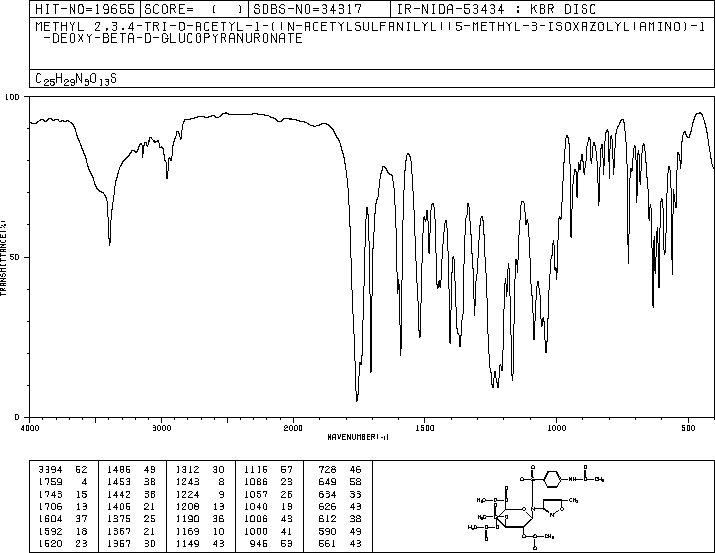 HIT-NO=19655 SCORE= ( ) SDBS-NO=34317 IR-NIDA-53434 : KBR DISC
METHYL 2,3,4-TRI-O-ACETYL-1-((N-ACETYLSULFANILYL)(5-METHYL-3-ISOXAZOLYL)AMINO)-1
-DEOXY-BETA-D-GLUCOPYRANURONATE
C25H29N3O13S
100
TRANSMITTANCE(%)
50
0
4000 3000 2000 1500 1000 500
WAVENUMBER(-1)
3394 52 1486 49 1312 30 1116 57 728 46
1759 4 1453 38 1243 8 1086 23 649 58
1743 15 1442 38 1224 9 1057 26 634 33
1706 13 1406 21 1208 13 1040 19 626 43
1604 37 1375 25 1190 36 1006 43 612 38
1592 18 1367 21 1169 10 1000 41 590 49
1520 23 1357 30 1149 43 945 53 561 43